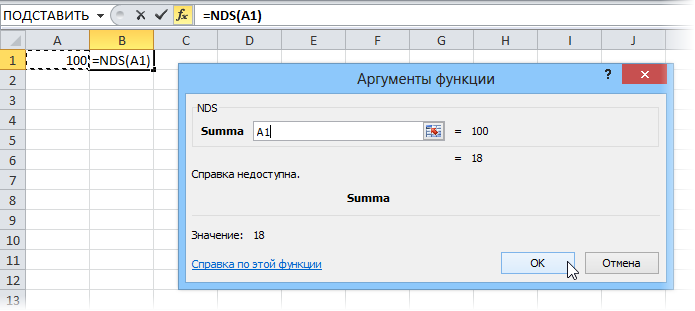 ПОДСТАВИТЬ fx =NDS(A1)
A B C D E F G H I J
1 100 =NDS(A1)
2
3
4
5
6
7
8
9
10
11
12
13
Аргументы функции ?
NDS
Summa A1 = 100
= 18
Справка недоступна.
Summa
Значение: 18
Справка по этой функции OK Отмена